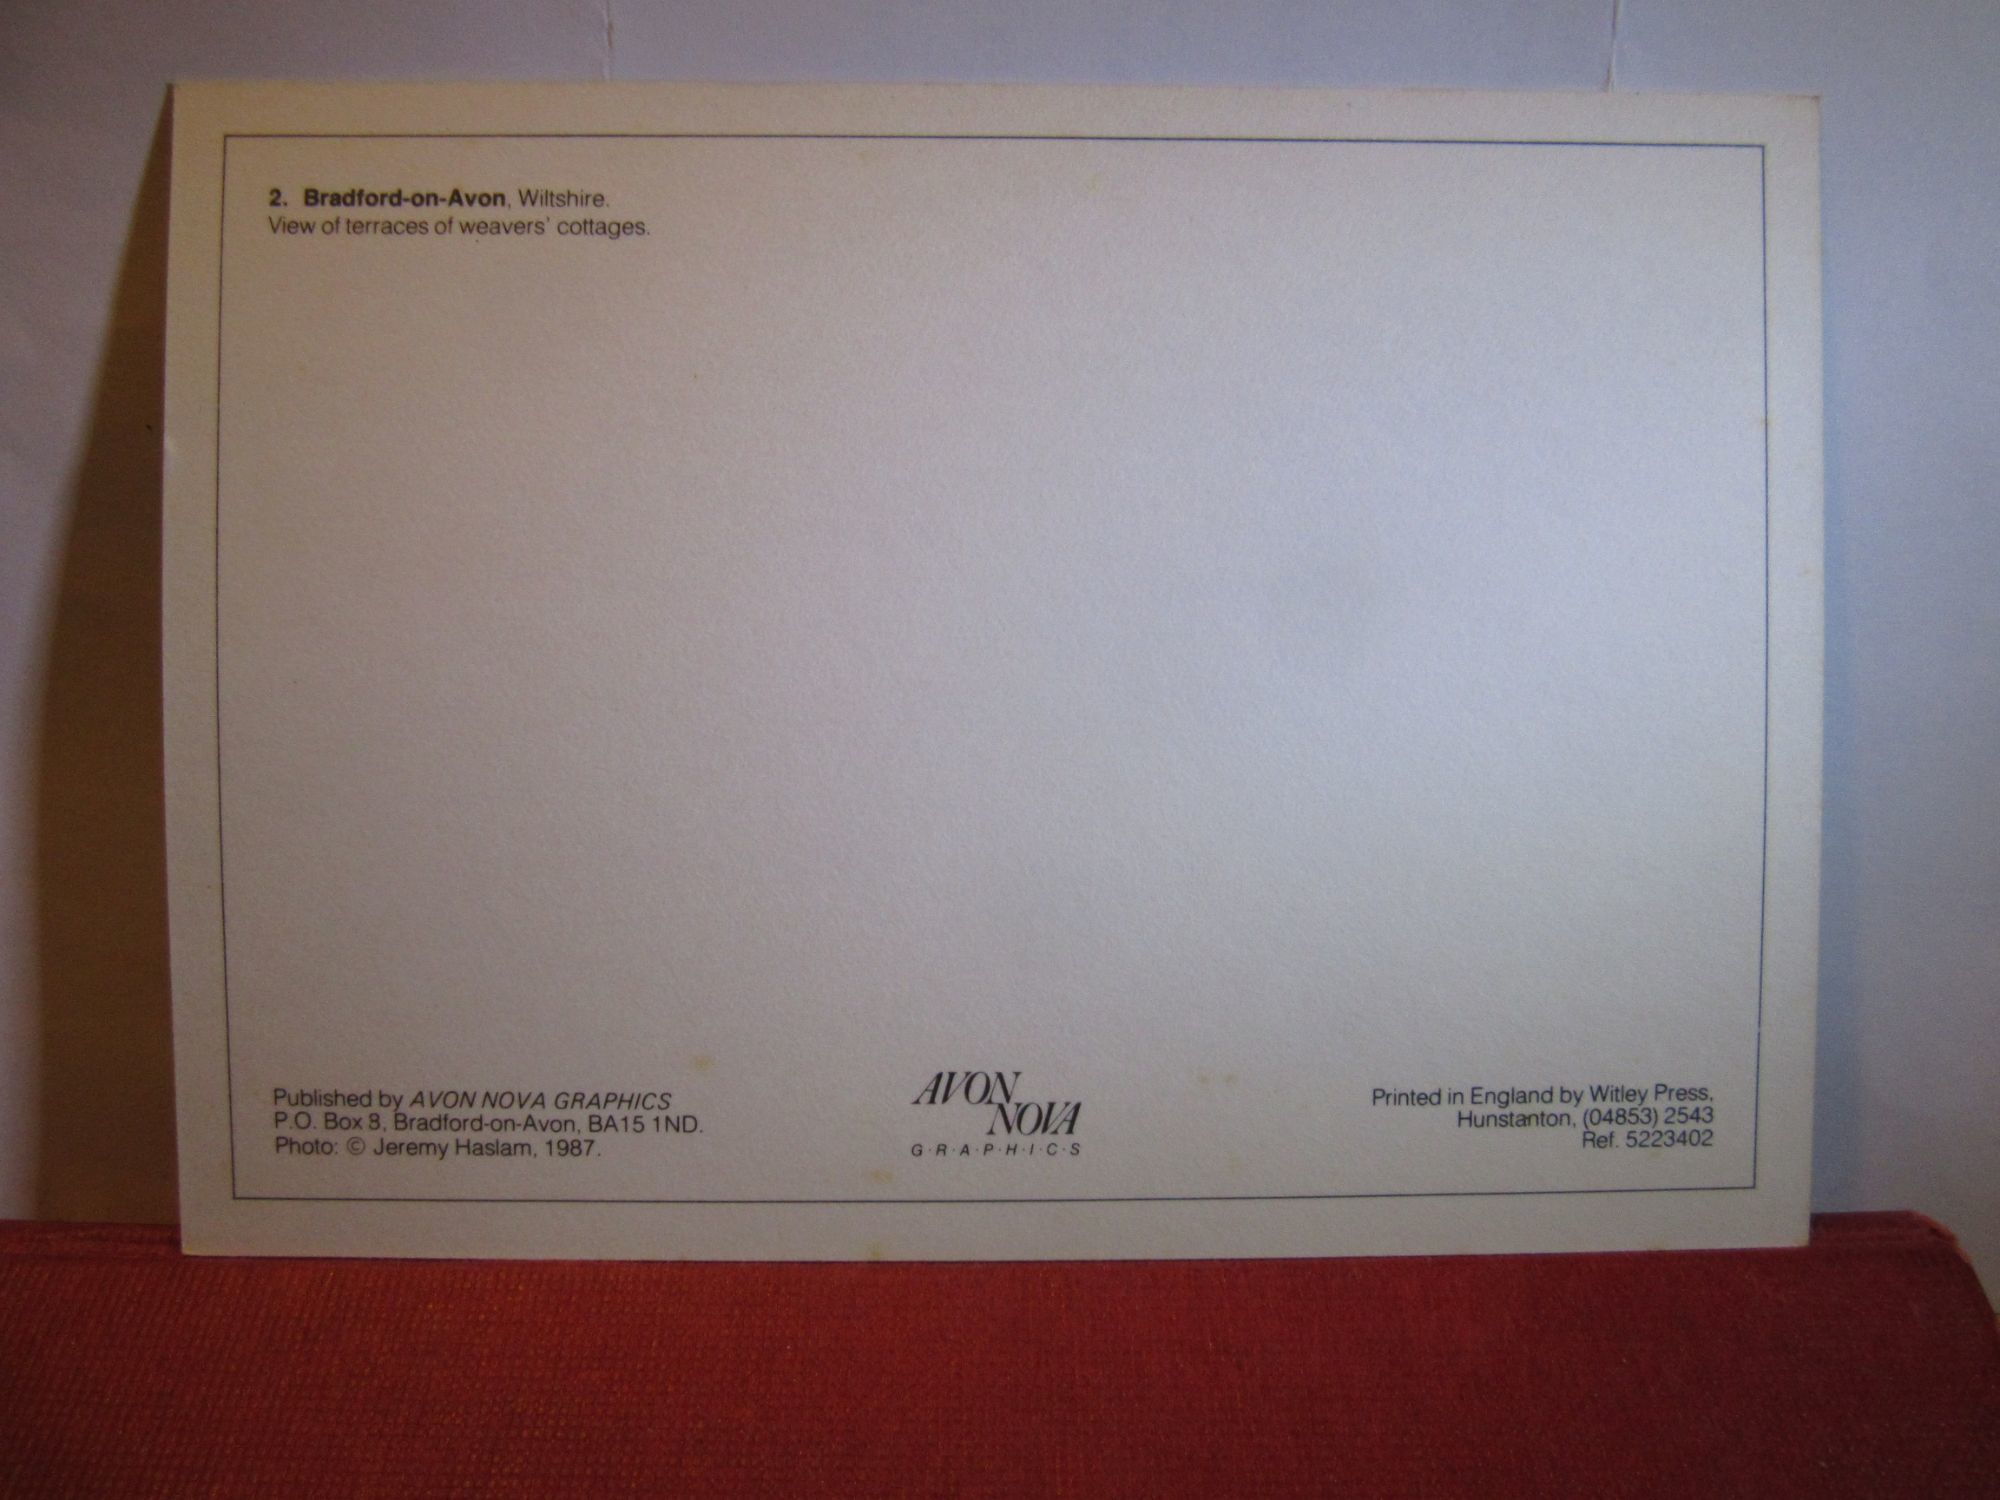 2. Bradford-on-Avon, Wiltshire.
View of terraces of weavers' cottages.
Published by AVON NOVA GRAPHICS
P.O. Box 8, Bradford-on-Avon, BA15 1ND.
Photo: © Jeremy Haslam, 1987.
AVON
NOVA
G·R·A·P·H·I·C·S
Printed in England by Witley Press,
Hunstanton, (04853) 2543
Ref. 5223402